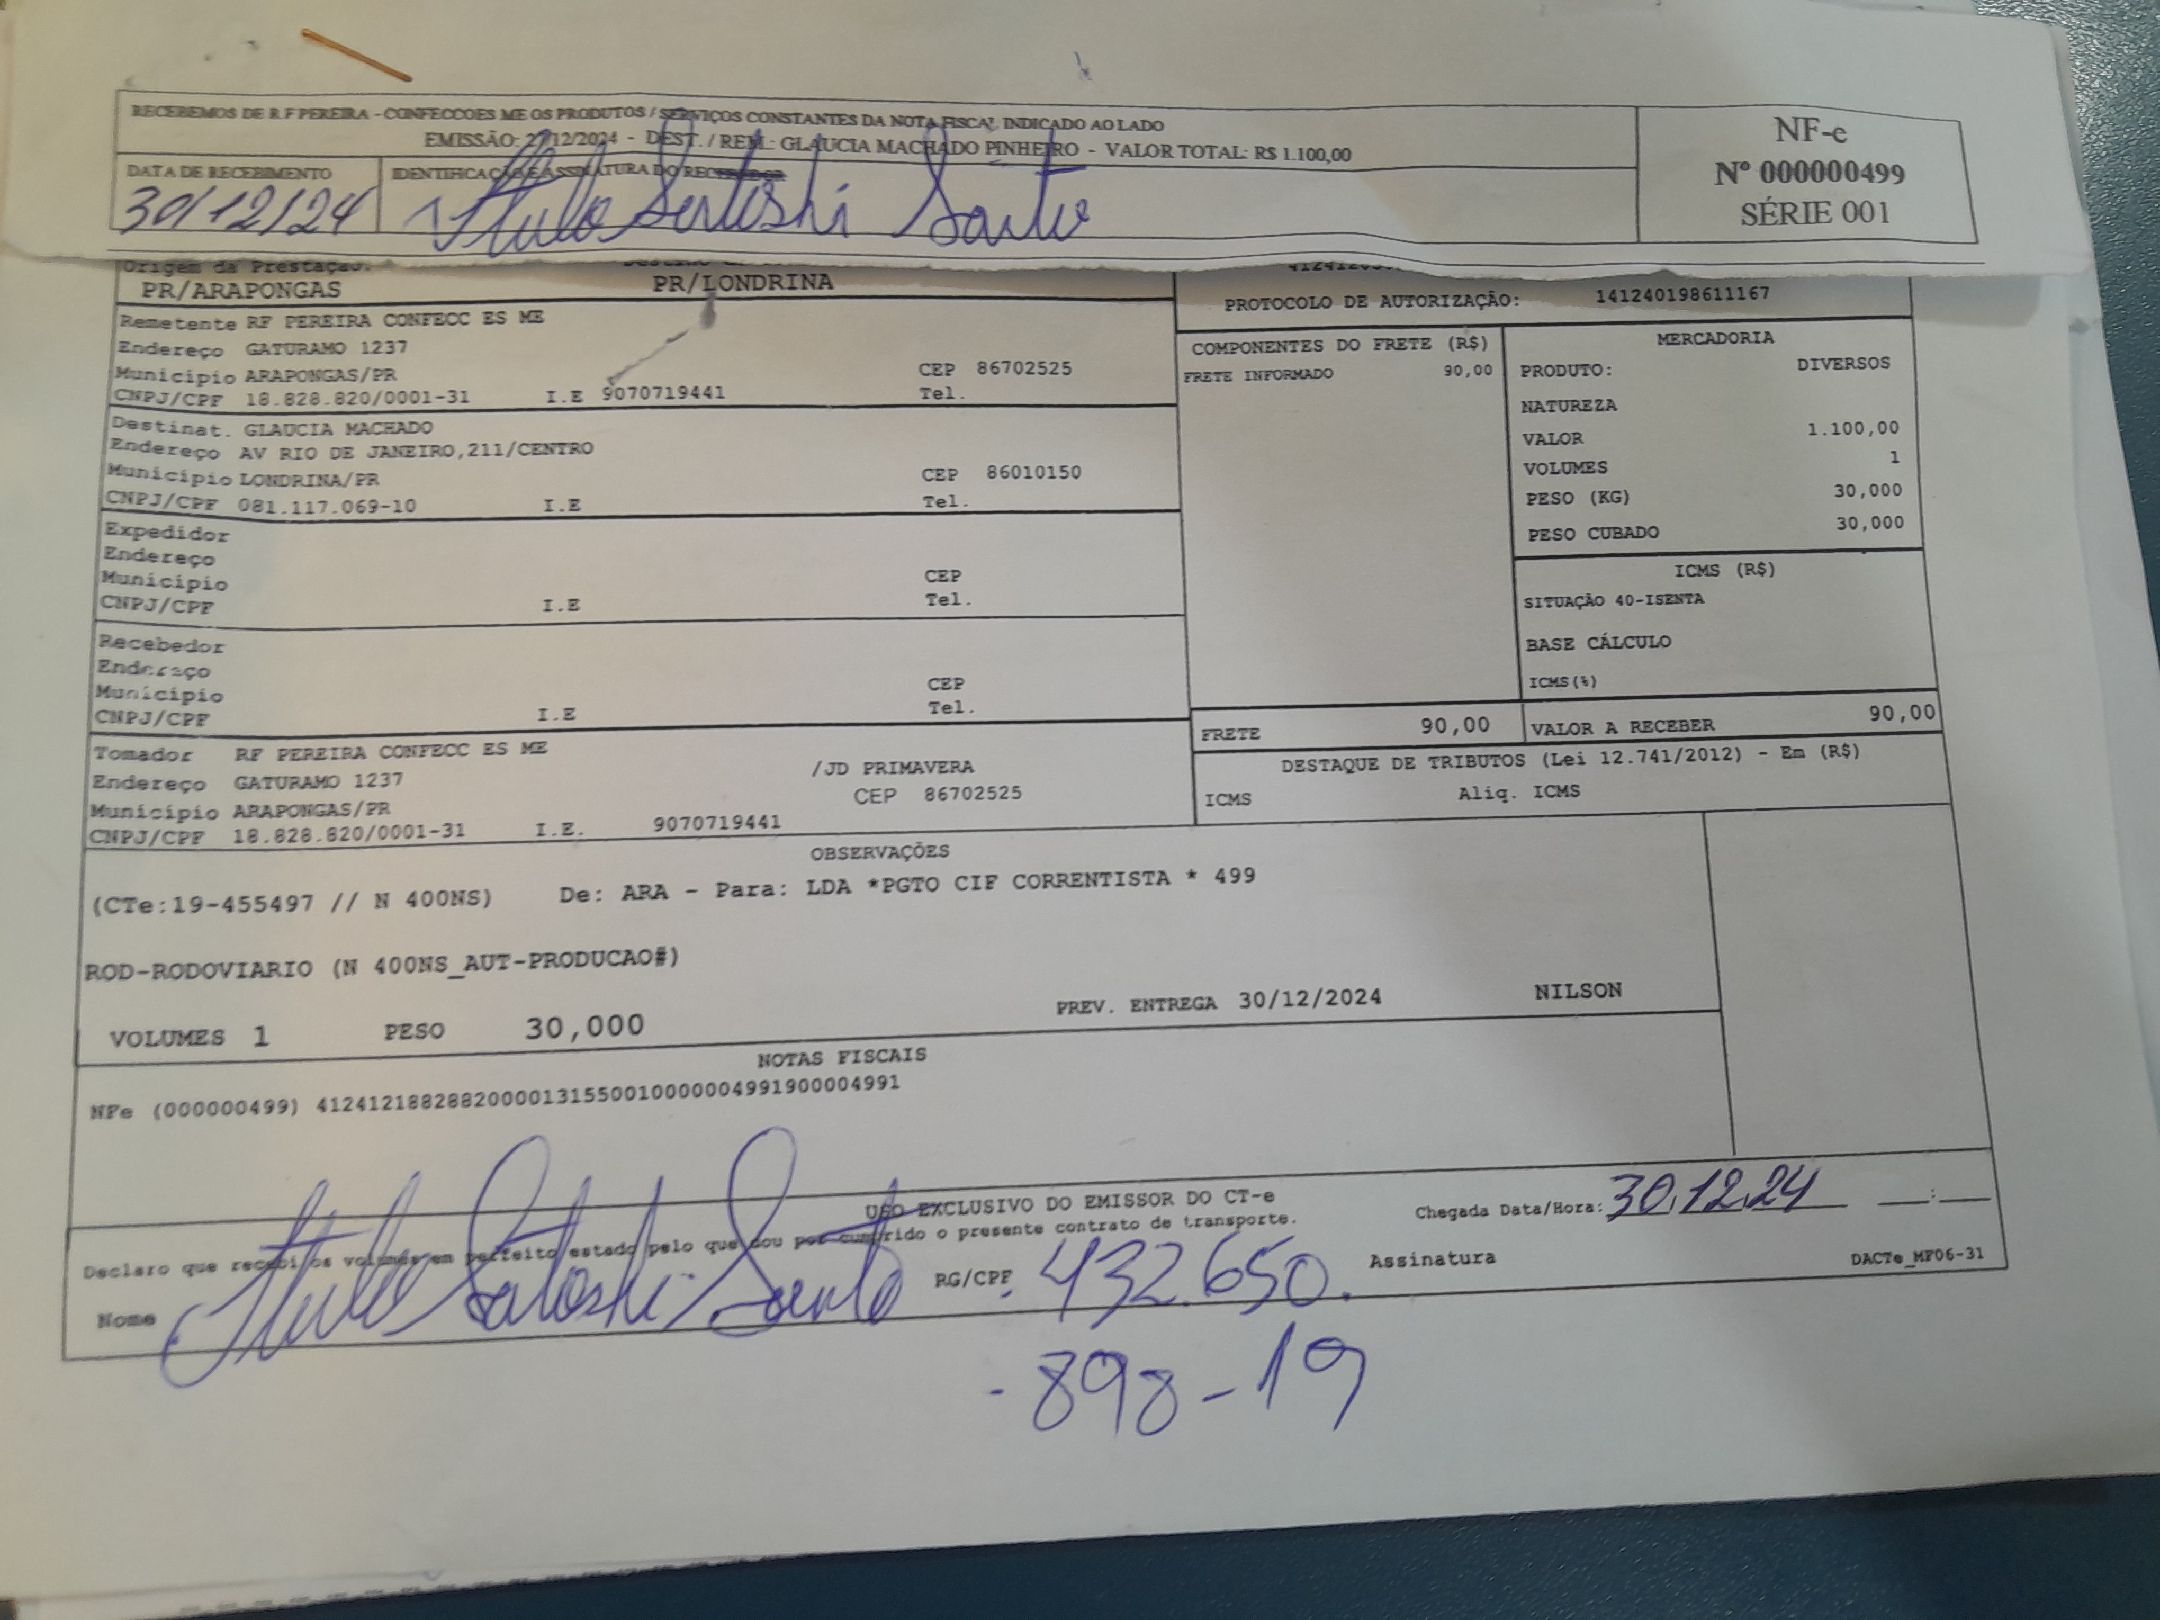 RECEBEMOS DE R F PEREIRA - CONFECCOES ME OS PRODUTOS / SERVIÇOS CONSTANTES DA NOTA FISCAL INDICADO AO LADO
EMISSÃO: 27/12/2024 - DEST. / REM.: GLAUCIA MACHADO PINHEIRO - VALOR TOTAL: R$ 1.100,00
DATA DE RECEBIMENTO
30/12/24
IDENTIFICAÇÃO E ASSINATURA DO RECEBEDOR
Satoshi
NF-e
Nº 000000499
SÉRIE 001
Origem da Prestação:
PR/ARAPONGAS
PR/LONDRINA
PROTOCOLO DE AUTORIZAÇÃO: 141240198611167
Remetente RF PEREIRA CONFECC ES ME
Endereço GATURAMO 1237
Município ARAPONGAS/PR CEP 86702525
CNPJ/CPF 18.828.820/0001-31 I.E 9070719441 Tel.
Destinat. GLAUCIA MACHADO
Endereço AV RIO DE JANEIRO,211/CENTRO
Município LONDRINA/PR CEP 86010150
CNPJ/CPF 081.117.069-10 I.E Tel.
Expedidor
Endereço
Município CEP
CNPJ/CPF I.E Tel.
Recebedor
Endereço
Município CEP
CNPJ/CPF I.E Tel.
Tomador RF PEREIRA CONFECC ES ME
Endereço GATURAMO 1237 /JD PRIMAVERA
Município ARAPONGAS/PR CEP 86702525
CNPJ/CPF 18.828.820/0001-31 I.E. 9070719441
COMPONENTES DO FRETE (R$)
FRETE INFORMADO 90,00
MERCADORIA
PRODUTO: DIVERSOS
NATUREZA
VALOR 1.100,00
VOLUMES 1
PESO (KG) 30,000
PESO CUBADO 30,000
ICMS (R$)
SITUAÇÃO 40-ISENTA
BASE CÁLCULO
ICMS(%)
FRETE 90,00
VALOR A RECEBER 90,00
DESTAQUE DE TRIBUTOS (Lei 12.741/2012) - Em (R$)
ICMS Aliq. ICMS
OBSERVAÇÕES
(CTe:19-455497 // N 400NS) De: ARA - Para: LDA *PGTO CIF CORRENTISTA * 499
ROD-RODOVIARIO (N 400NS_AUT-PRODUCAO#)
VOLUMES 1 PESO 30,000 PREV. ENTREGA 30/12/2024 NILSON
NOTAS FISCAIS
NFe (000000499) 41241218828820000131550010000004991900004991
USO EXCLUSIVO DO EMISSOR DO CT-e
Declaro que recebi os volumes em perfeito estado pelo que dou por cumprido o presente contrato de transporte.
Chegada Data/Hora: 30.12.24 ___:___
Nome Satoshi RG/CPF. 432.650. Assinatura
DACTe_MF06-31
-898-19